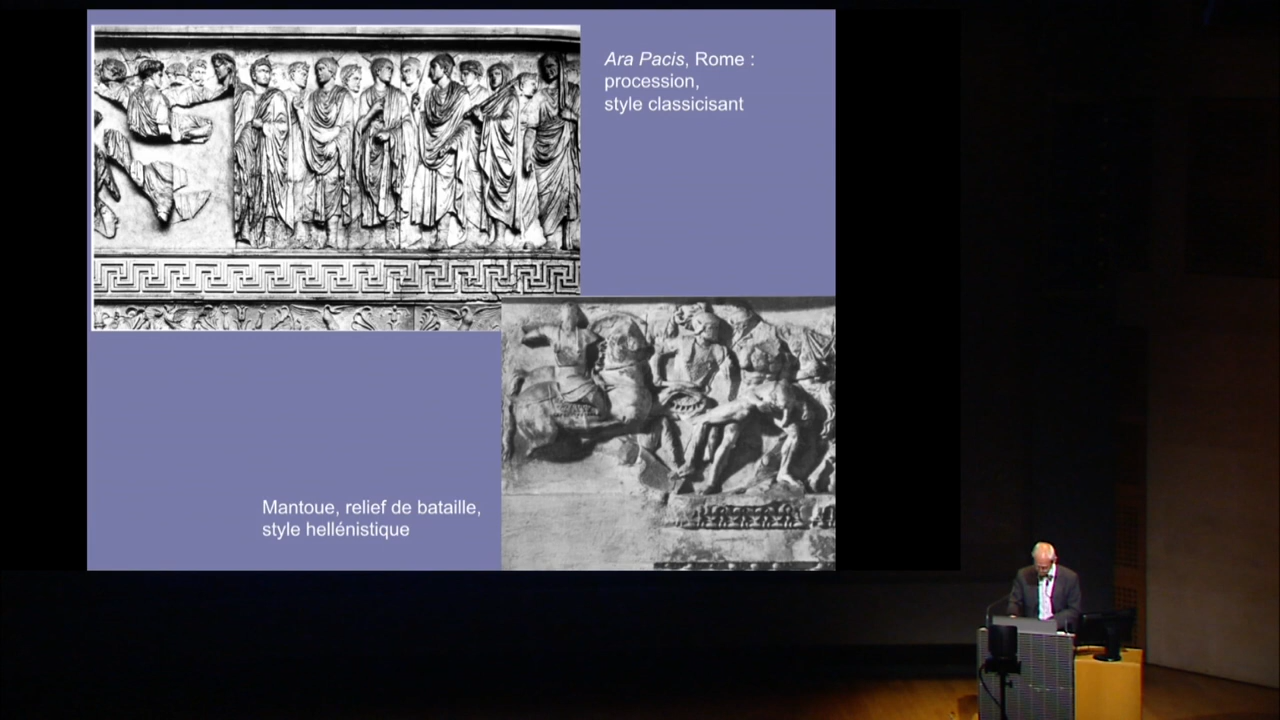 Ara Pacis, Rome :
procession,
style classicisant
Mantoue, relief de bataille,
style hellénistique